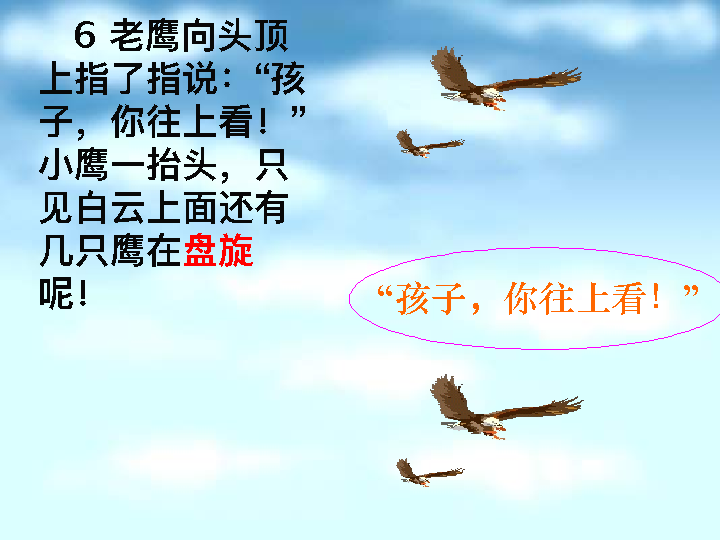 6 老鹰向头顶
上指了指说：“孩
子，你往上看！”
小鹰一抬头，只
见白云上面还有
几只鹰在盘旋
呢！
“孩子，你往上看！”